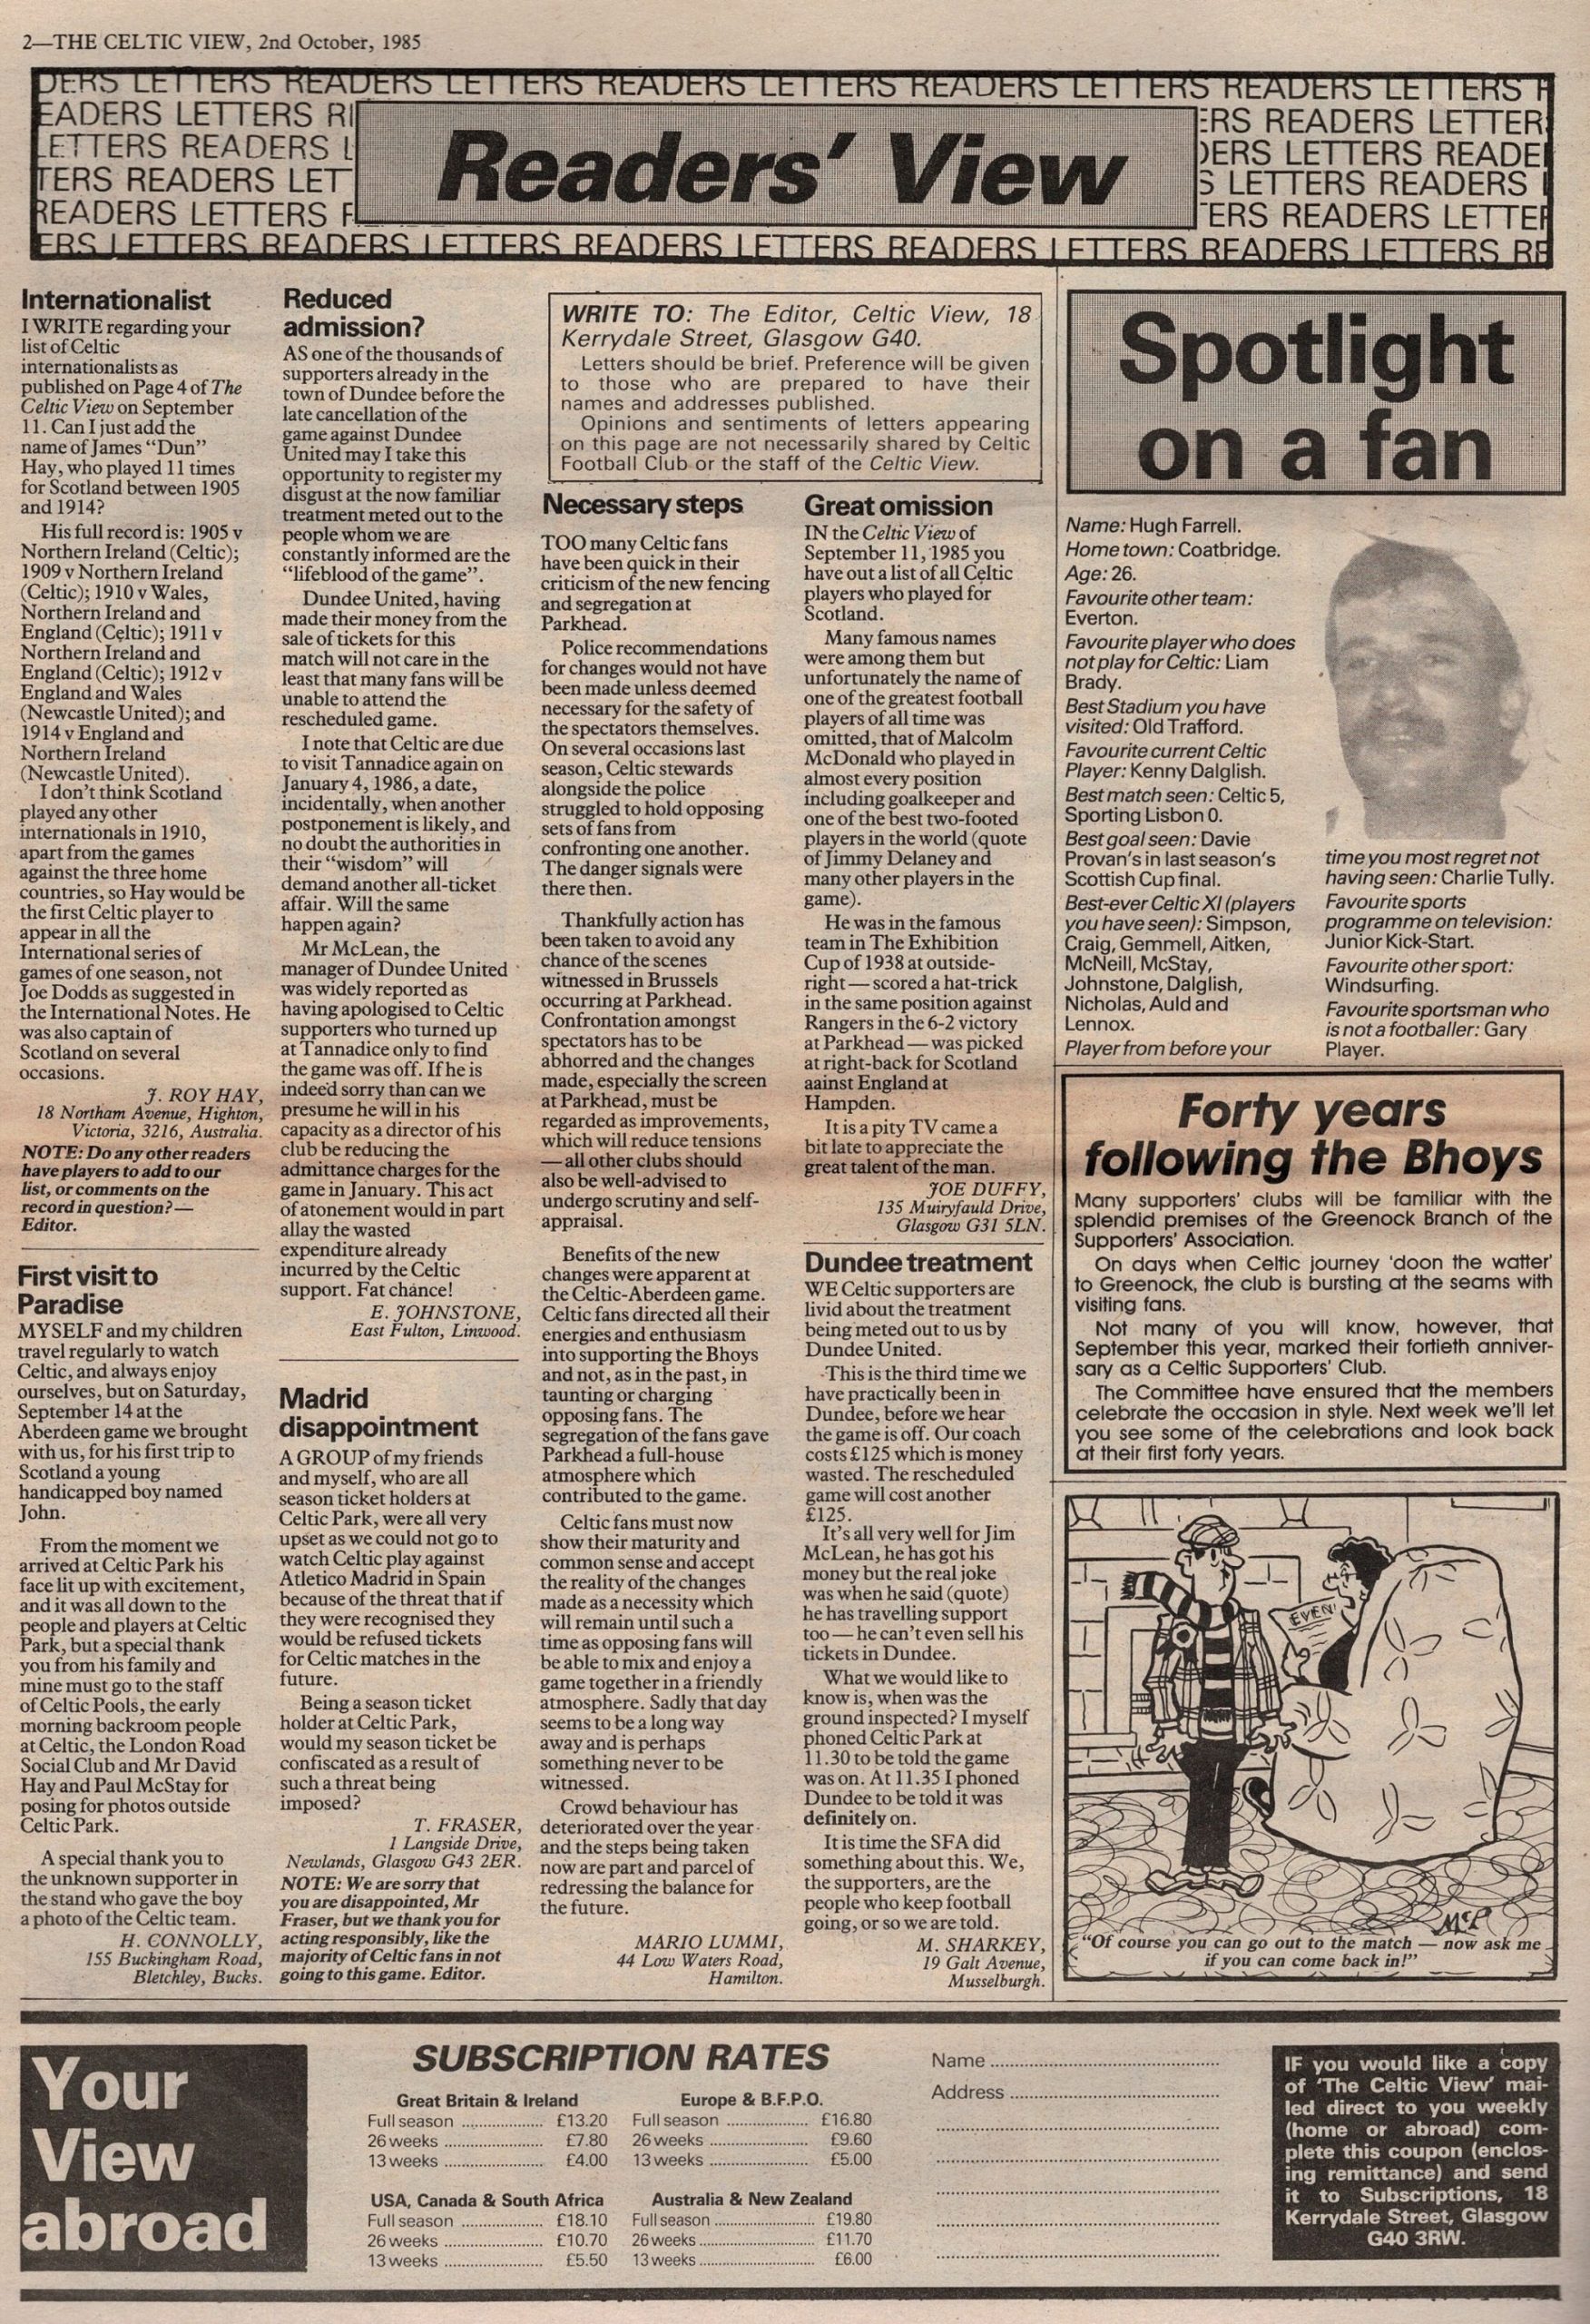 2—THE CELTIC VIEW, 2nd October, 1985
DERS LETTERS READERS LETTERS READERS LETTERS READERS LETTERS READERS LETTERS
EADERS LETTERS
LETTERS READERS
TERS READERS LET
READERS LETTERS
ERS READERS LETTER
DERS LETTERS READE
S LETTERS READERS
ERS READERS LETTE
ERS LETTERS READERS LETTERS READERS LETTERS READERS LETTERS READERS LETTERS RE
Readers' View
Internationalist
I WRITE regarding your
list of Celtic
internationalists as
published on Page 4 of The
Celtic View on September
11. Can I just add the
name of James "Dun"
Hay, who played 11 times
for Scotland between 1905
and 1914?
His full record is: 1905 v
Northern Ireland (Celtic);
1909 v Northern Ireland
(Celtic); 1910 v Wales,
Northern Ireland and
England (Celtic); 1911 v
Northern Ireland and
England (Celtic); 1912 v
England and Wales
(Newcastle United); and
1914 v England and
Northern Ireland
(Newcastle United).
I don't think Scotland
played any other
internationals in 1910,
apart from the games
against the three home
countries, so Hay would be
the first Celtic player to
appear in all the
International series of
games of one season, not
Joe Dodds as suggested in
the International Notes. He
was also captain of
Scotland on several
occasions.
J. ROY HAY,
18 Northam Avenue, Highton,
Victoria, 3216, Australia.
NOTE: Do any other readers
have players to add to our
list, or comments on the
record in question?—
Editor.
First visit to
Paradise
MYSELF and my children
travel regularly to watch
Celtic, and always enjoy
ourselves, but on Saturday,
September 14 at the
Aberdeen game we brought
with us, for his first trip to
Scotland a young
handicapped boy named
John.
From the moment we
arrived at Celtic Park his
face lit up with excitement,
and it was all down to the
people and players at Celtic
Park, but a special thank
you from his family and
mine must go to the staff
of Celtic Pools, the early
morning backroom people
at Celtic, the London Road
Social Club and Mr David
Hay and Paul McStay for
posing for photos outside
Celtic Park.
A special thank you to
the unknown supporter in
the stand who gave the boy
a photo of the Celtic team.
H. CONNOLLY,
155 Buckingham Road,
Bletchley, Bucks.
Reduced
admission?
AS one of the thousands of
supporters already in the
town of Dundee before the
late cancellation of the
game against Dundee
United may I take this
opportunity to register my
disgust at the now familiar
treatment meted out to the
people whom we are
constantly informed are the
"lifeblood of the game".
Dundee United, having
made their money from the
sale of tickets for this
match will not care in the
least that many fans will be
unable to attend the
rescheduled game.
I note that Celtic are due
to visit Tannadice again on
January 4, 1986, a date,
incidentally, when another
postponement is likely, and
no doubt the authorities in
their "wisdom" will
demand another all-ticket
affair. Will the same
happen again?
Mr McLean, the
manager of Dundee United
was widely reported as
having apologised to Celtic
supporters who turned up
at Tannadice only to find
the game was off. If he is
indeed sorry than can we
presume he will in his
capacity as a director of his
club be reducing the
admittance charges for the
game in January. This act
of atonement would in part
allay the wasted
expenditure already
incurred by the Celtic
support. Fat chance!
E. JOHNSTONE,
East Fulton, Linwood.
Madrid
disappointment
A GROUP of my friends
and myself, who are all
season ticket holders at
Celtic Park, were all very
upset as we could not go to
watch Celtic play against
Atletico Madrid in Spain
because of the threat that if
they were recognised they
would be refused tickets
for Celtic matches in the
future.
Being a season ticket
holder at Celtic Park,
would my season ticket be
confiscated as a result of
such a threat being
imposed?
T. FRASER,
1 Langside Drive,
Newlands, Glasgow G43 2ER.
NOTE: We are sorry that
you are disappointed, Mr
Fraser, but we thank you for
acting responsibly, like the
majority of Celtic fans in not
going to this game. Editor.
WRITE TO: The Editor, Celtic View, 18
Kerrydale Street, Glasgow G40.
Letters should be brief. Preference will be given
to those who are prepared to have their
names and addresses published.
Opinions and sentiments of letters appearing
on this page are not necessarily shared by Celtic
Football Club or the staff of the Celtic View.
Necessary steps
TOO many Celtic fans
have been quick in their
criticism of the new fencing
and segregation at
Parkhead.
Police recommendations
for changes would not have
been made unless deemed
necessary for the safety of
the spectators themselves.
On several occasions last
season, Celtic stewards
alongside the police
struggled to hold opposing
sets of fans from
confronting one another.
The danger signals were
there then.
Thankfully action has
been taken to avoid any
chance of the scenes
witnessed in Brussels
occurring at Parkhead.
Confrontation amongst
spectators has to be
abhorred and the changes
made, especially the screen
at Parkhead, must be
regarded as improvements,
which will reduce tensions
—all other clubs should
also be well-advised to
undergo scrutiny and self-
appraisal.
Benefits of the new
changes were apparent at
the Celtic-Aberdeen game.
Celtic fans directed all their
energies and enthusiasm
into supporting the Bhoys
and not, as in the past, in
taunting or charging
opposing fans. The
segregation of the fans gave
Parkhead a full-house
atmosphere which
contributed to the game.
Celtic fans must now
show their maturity and
common sense and accept
the reality of the changes
made as a necessity which
will remain until such a
time as opposing fans will
be able to mix and enjoy a
game together in a friendly
atmosphere. Sadly that day
seems to be a long way
away and is perhaps
something never to be
witnessed.
Crowd behaviour has
deteriorated over the year
and the steps being taken
now are part and parcel of
redressing the balance for
the future.
MARIO LUMMI,
44 Low Waters Road,
Hamilton.
Great omission
IN the Celtic View of
September 11, 1985 you
have out a list of all Celtic
players who played for
Scotland.
Many famous names
were among them but
unfortunately the name of
one of the greatest football
players of all time was
omitted, that of Malcolm
McDonald who played in
almost every position
including goalkeeper and
one of the best two-footed
players in the world (quote
of Jimmy Delaney and
many other players in the
game).
He was in the famous
team in The Exhibition
Cup of 1938 at outside-
right—scored a hat-trick
in the same position against
Rangers in the 6-2 victory
at Parkhead—was picked
at right-back for Scotland
aainst England at
Hampden.
It is a pity TV came a
bit late to appreciate the
great talent of the man.
JOE DUFFY,
135 Muiryfauld Drive,
Glasgow G31 5LN.
Dundee treatment
WE Celtic supporters are
livid about the treatment
being meted out to us by
Dundee United.
This is the third time we
have practically been in
Dundee, before we hear
the game is off. Our coach
costs £125 which is money
wasted. The rescheduled
game will cost another
£125.
It's all very well for Jim
McLean, he has got his
money but the real joke
was when he said (quote)
he has travelling support
too—he can't even sell his
tickets in Dundee.
What we would like to
know is, when was the
ground inspected? I myself
phoned Celtic Park at
11.30 to be told the game
was on. At 11.35 I phoned
Dundee to be told it was
definitely on.
It is time the SFA did
something about this. We,
the supporters, are the
people who keep football
going, or so we are told.
M. SHARKEY,
19 Galt Avenue,
Musselburgh.
Spotlight
on a fan
Name: Hugh Farrell.
Home town: Coatbridge.
Age: 26.
Favourite other team:
Everton.
Favourite player who does
not play for Celtic: Liam
Brady.
Best Stadium you have
visited: Old Trafford.
Favourite current Celtic
Player: Kenny Dalglish.
Best match seen: Celtic 5,
Sporting Lisbon 0.
Best goal seen: Davie
Provan's in last season's
Scottish Cup final.
Best-ever Celtic XI (players
you have seen): Simpson,
Craig, Gemmell, Aitken,
McNeill, McStay,
Johnstone, Dalglish,
Nicholas, Auld and
Lennox.
Player from before your
time you most regret not
having seen: Charlie Tully.
Favourite sports
programme on television:
Junior Kick-Start.
Favourite other sport:
Windsurfing.
Favourite sportsman who
is not a footballer: Gary
Player.
Forty years
following the Bhoys
Many supporters' clubs will be familiar with the
splendid premises of the Greenock Branch of the
Supporters' Association.
On days when Celtic journey 'doon the watter'
to Greenock, the club is bursting at the seams with
visiting fans.
Not many of you will know, however, that
September this year, marked their fortieth anniver-
sary as a Celtic Supporters' Club.
The Committee have ensured that the members
celebrate the occasion in style. Next week we'll let
you see some of the celebrations and look back
at their first forty years.
EVEN
McP
"Of course you can go out to the match — now ask me
if you can come back in!"
Your
View
abroad
SUBSCRIPTION RATES
Great Britain & Ireland
Full season .................. £13.20
26 weeks ...................... £7.80
13 weeks ...................... £4.00
Europe & B.F.P.O.
Full season .................. £16.80
26 weeks ...................... £9.60
13 weeks ...................... £5.00
USA, Canada & South Africa
Full season .................. £18.10
26 weeks ...................... £10.70
13 weeks ...................... £5.50
Australia & New Zealand
Full season ...................... £19.80
26 weeks .......................... £11.70
13 weeks .......................... £6.00
Name ..................................................
Address ..............................................
IF you would like a copy
of 'The Celtic View' mai-
led direct to you weekly
(home or abroad) com-
plete this coupon (enclos-
ing remittance) and send
it to Subscriptions, 18
Kerrydale Street, Glasgow
G40 3RW.